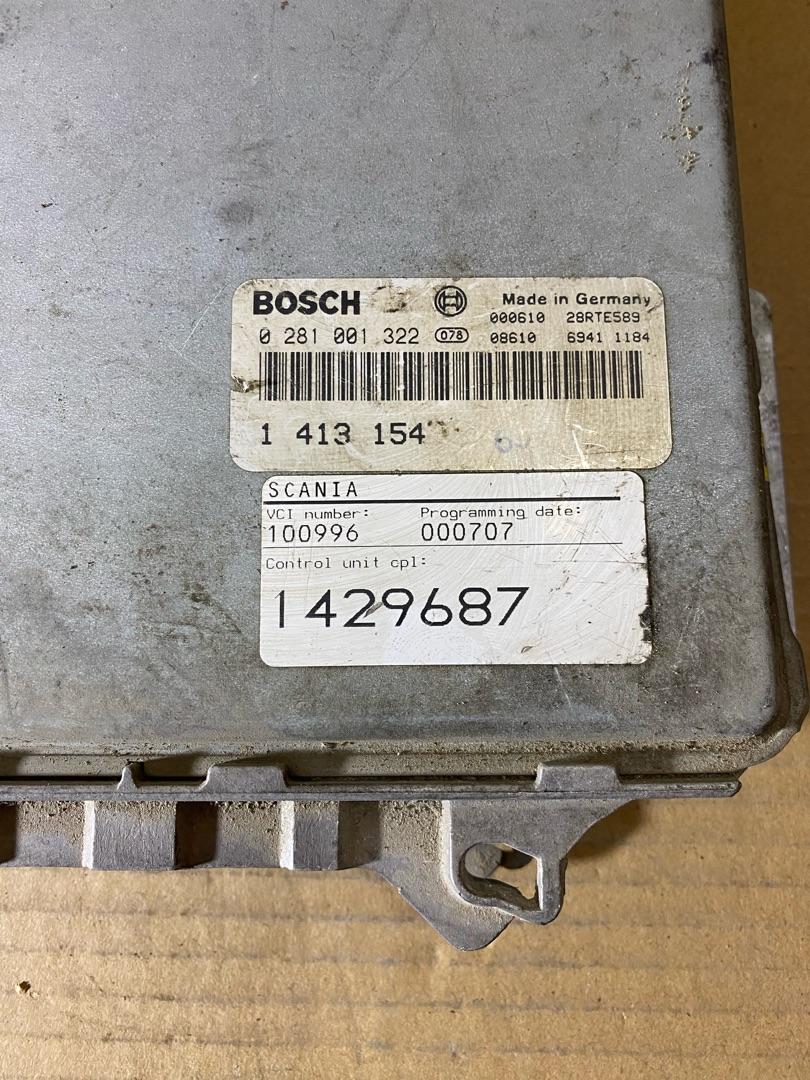 BOSCH Made in Germany
000610 28RTE589
0 281 001 322 078 08610 6941 1184
1 413 154
SCANIA
VCI number: Programming date:
100996 000707
Control unit cpl:
1429687